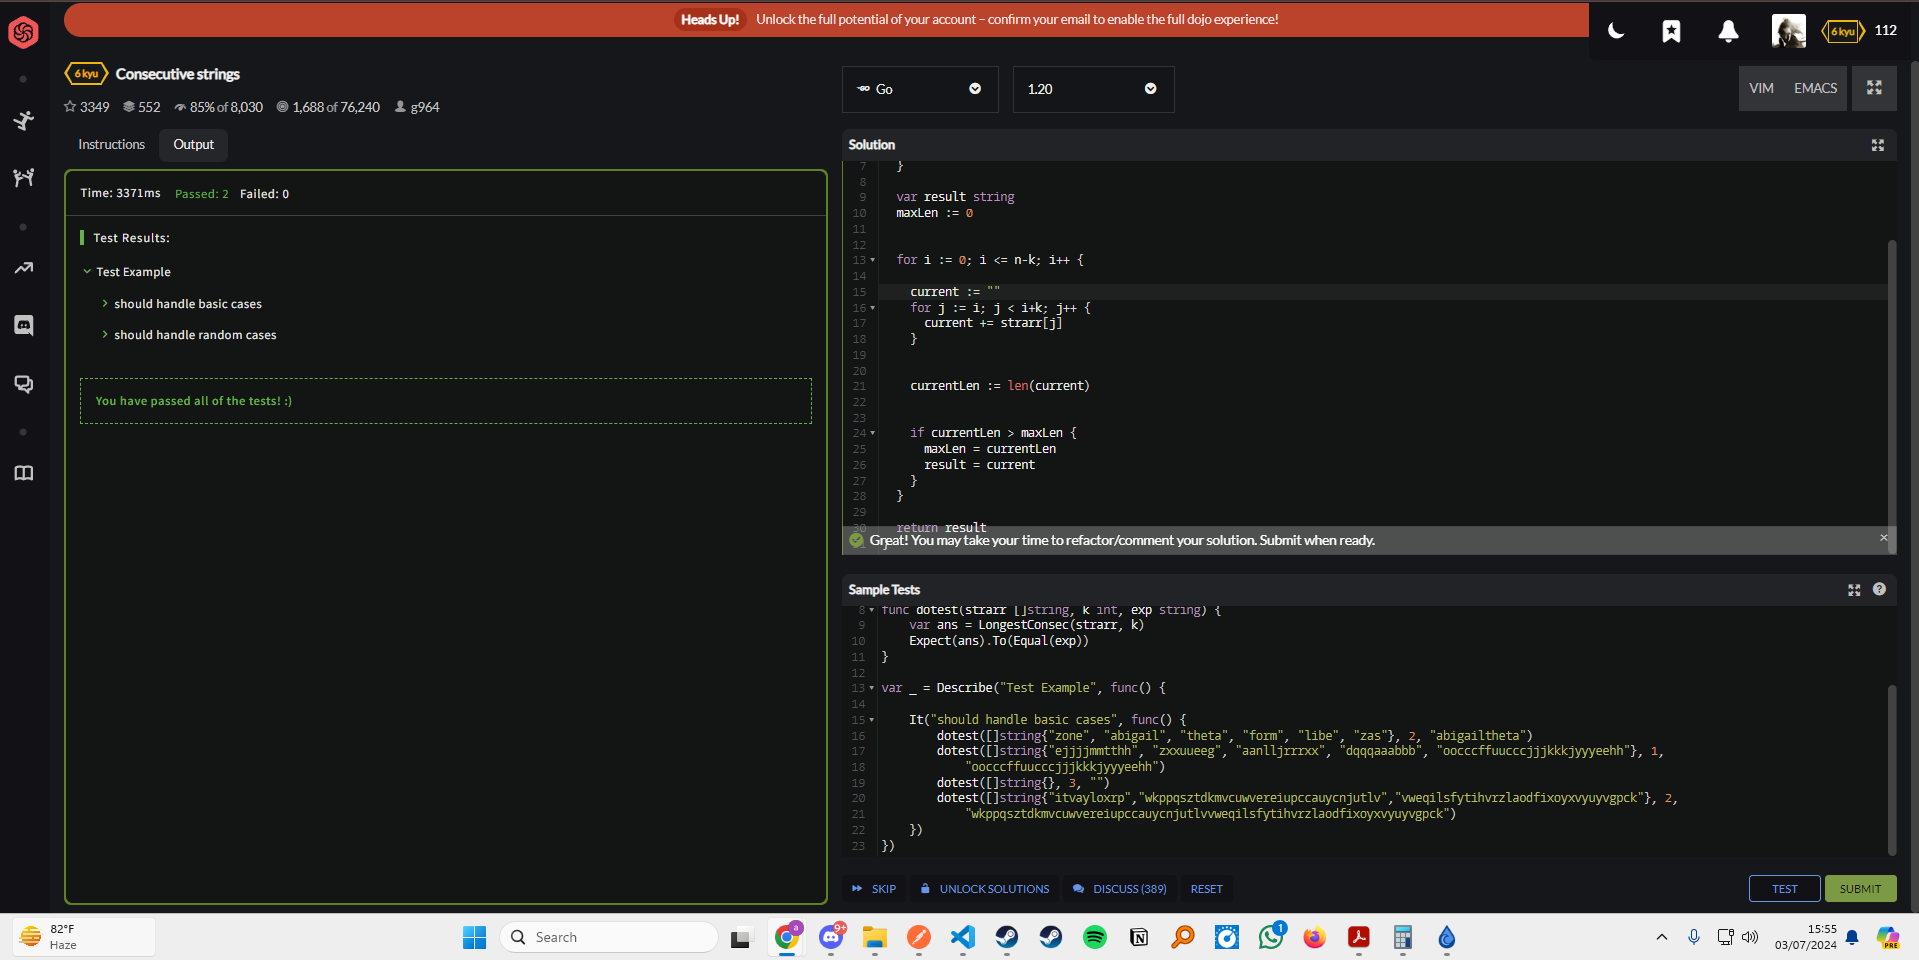 Heads Up! Unlock the full potential of your account – confirm your email to enable the full dojo experience!
6 kyu 112
6 kyu Consecutive strings
3349 552 85% of 8,030 1,688 of 76,240 g964
Go 1.20 VIM EMACS
Instructions Output
Time: 3371ms Passed: 2 Failed: 0
Test Results:
Test Example
should handle basic cases
should handle random cases
You have passed all of the tests! :)
Solution
7 }
8
9 var result string
10 maxLen := 0
11
12
13 for i := 0; i <= n-k; i++ {
14
15 current := ""
16 for j := i; j < i+k; j++ {
17 current += strarr[j]
18 }
19
20
21 currentLen := len(current)
22
23
24 if currentLen > maxLen {
25 maxLen = currentLen
26 result = current
27 }
28 }
29
30 return result
Great! You may take your time to refactor/comment your solution. Submit when ready.
Sample Tests
8 func dotest(strarr []string, k int, exp string) {
9 var ans = LongestConsec(strarr, k)
10 Expect(ans).To(Equal(exp))
11 }
12
13 var _ = Describe("Test Example", func() {
14
15 It("should handle basic cases", func() {
16 dotest([]string{"zone", "abigail", "theta", "form", "libe", "zas"}, 2, "abigailtheta")
17 dotest([]string{"ejjjjmmtthh", "zxxuueeg", "aanlljrrrxx", "dqqqaaabbb", "oocccffuucccjjjkkkjyyyeehh"}, 1,
18 "oocccffuucccjjjkkkjyyyeehh")
19 dotest([]string{}, 3, "")
20 dotest([]string{"itvayloxrp","wkppqsztdkmvcuwvereiupccauycnjutlv","vweqilsfytihvrzlaodfixoyxvyuyvgpck"}, 2,
21 "wkppqsztdkmvcuwvereiupccauycnjutlvvweqilsfytihvrzlaodfixoyxvyuyvgpck")
22 })
23 })
SKIP UNLOCK SOLUTIONS DISCUSS (389) RESET TEST SUBMIT
82°F
Haze
Search
a
9+
1
15:55
03/07/2024
PRE